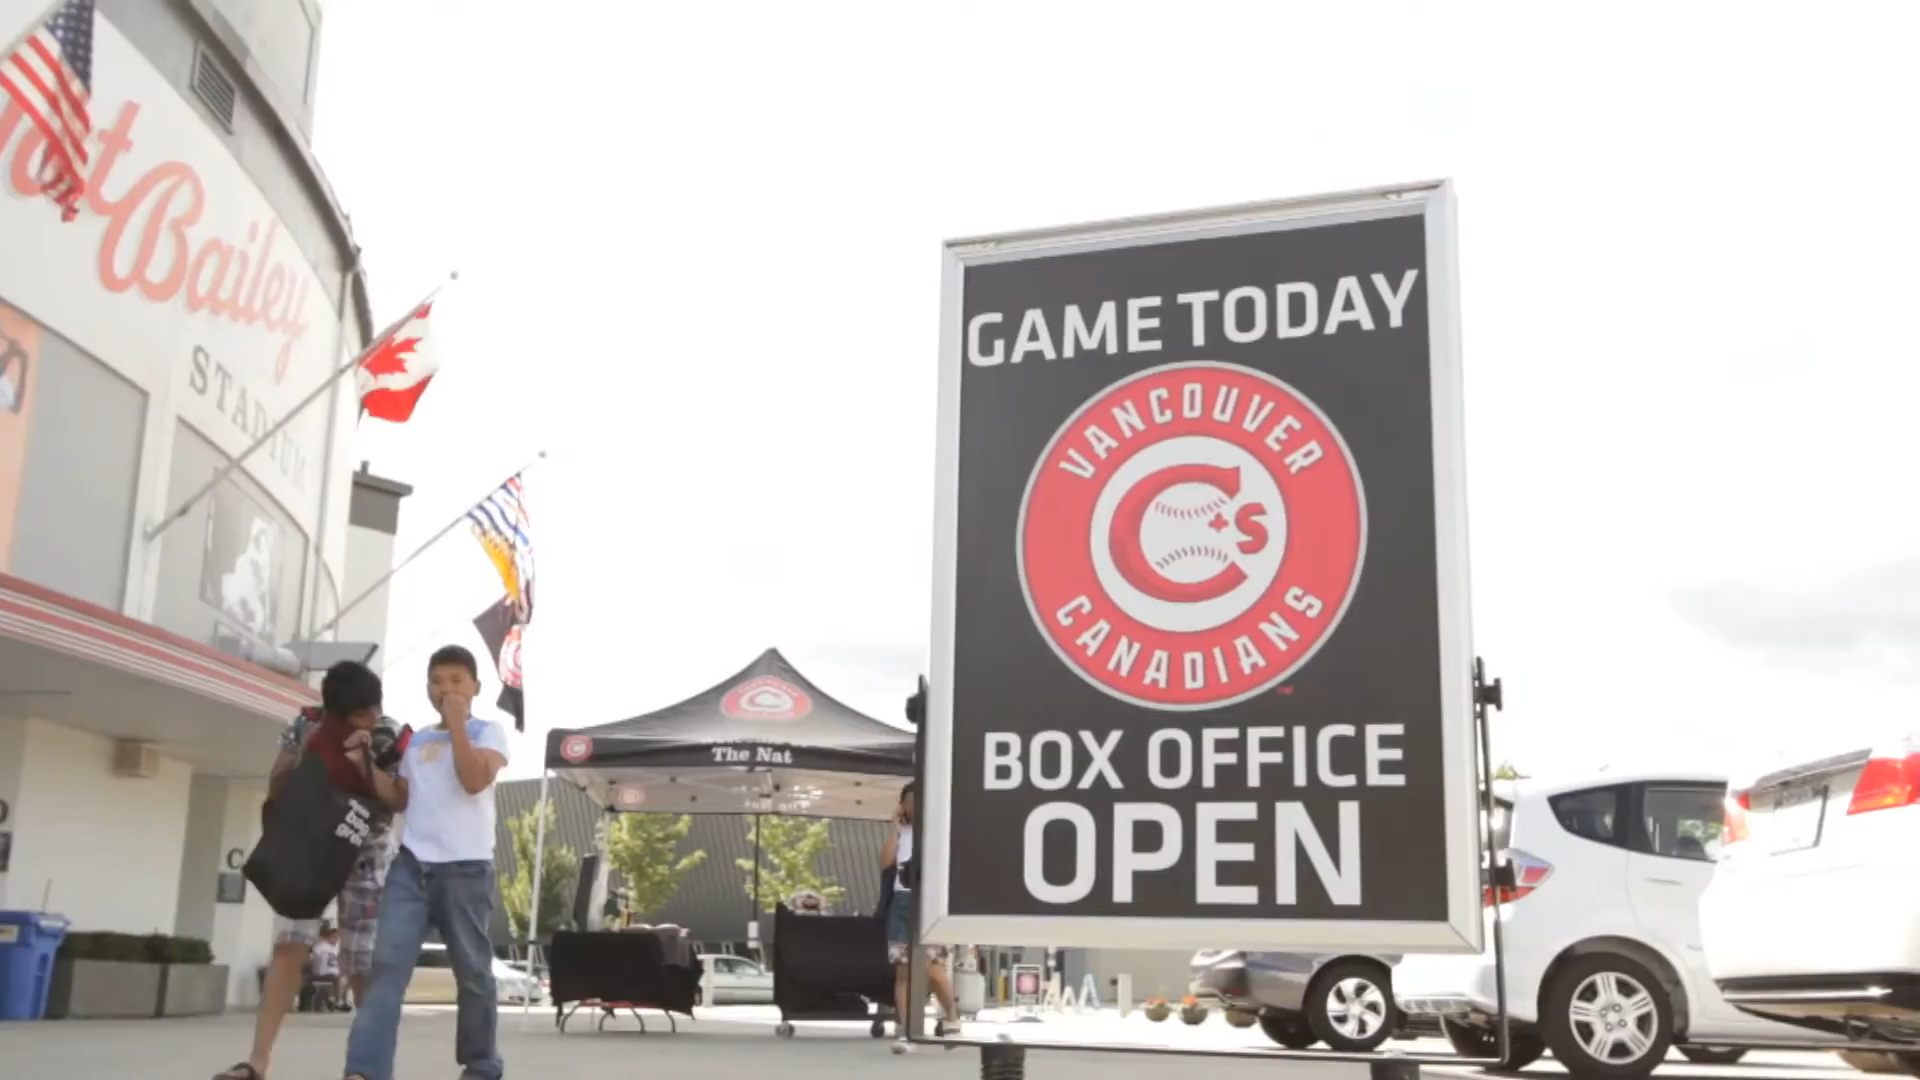 Bailey
STADIUM
The Nat
GAME TODAY
VANCOUVER
C's
CANADIANS
BOX OFFICE
OPEN